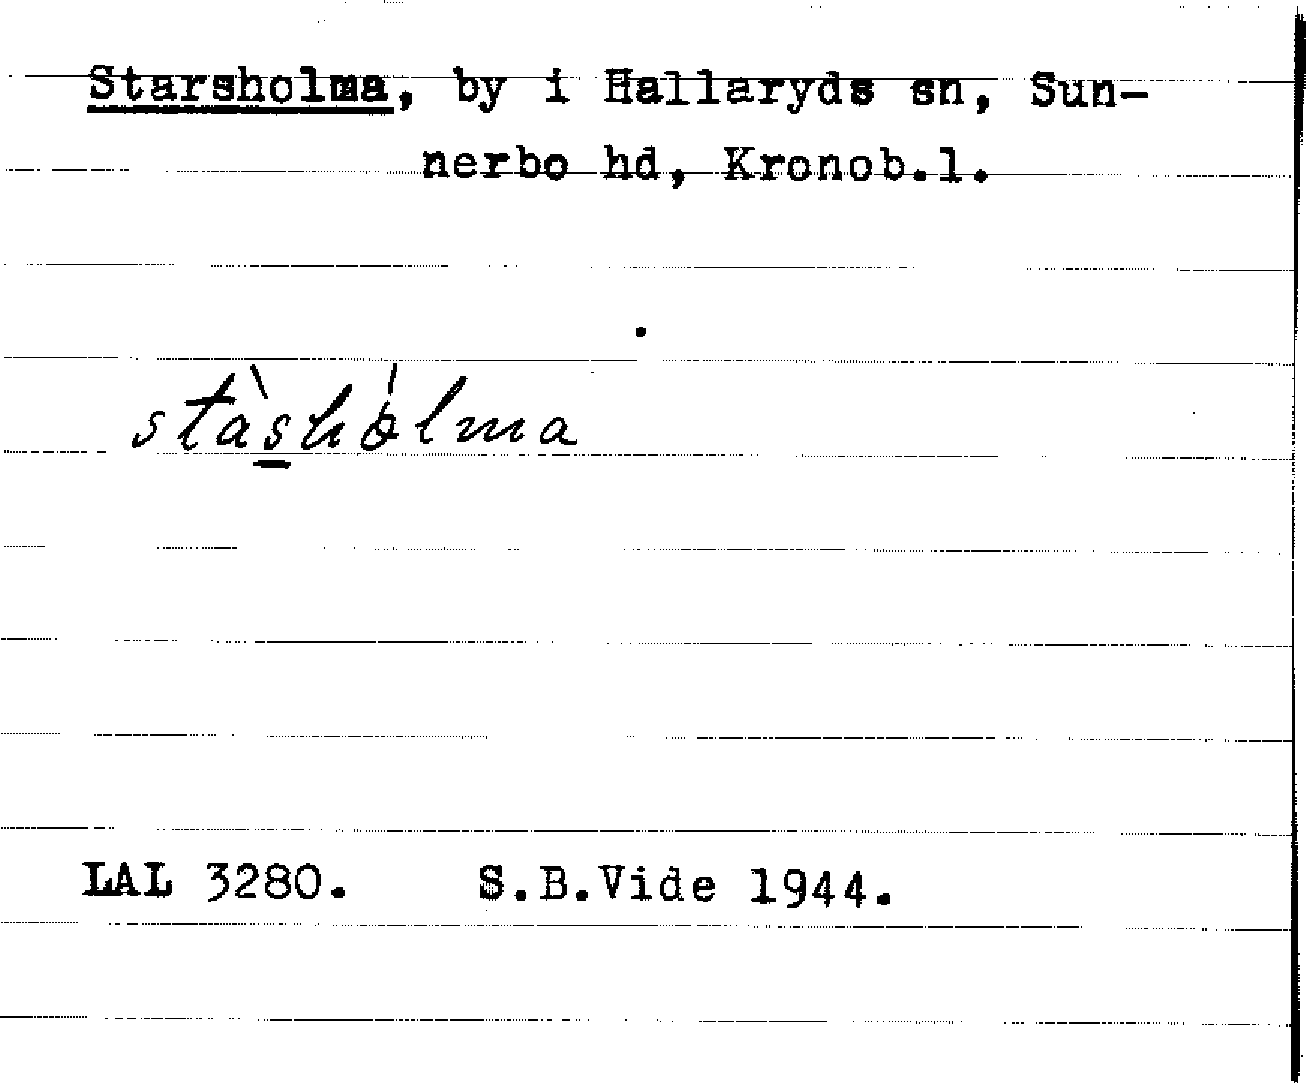 Starsholma, by i Hallaryds sn, Sun-
nerbo hd, Kronob.l.
stàshólma
LAL 3280. S.B.Vide 1944.